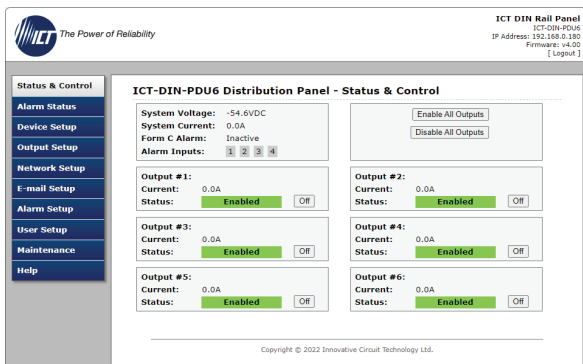 ICT The Power of Reliability
ICT DIN Rail Panel
ICT-DIN-PDU6
IP Address: 192.168.0.180
Firmware: v4.00
[ Logout ]
Status & Control
Alarm Status
Device Setup
Output Setup
Network Setup
E-mail Setup
Alarm Setup
User Setup
Maintenance
Help
ICT-DIN-PDU6 Distribution Panel - Status & Control
System Voltage: -54.6VDC
System Current: 0.0A
Form C Alarm: Inactive
Alarm Inputs: 1 2 3 4
Enable All Outputs
Disable All Outputs
Output #1:
Current: 0.0A
Status: Enabled Off
Output #2:
Current: 0.0A
Status: Enabled Off
Output #3:
Current: 0.0A
Status: Enabled Off
Output #4:
Current: 0.0A
Status: Enabled Off
Output #5:
Current: 0.0A
Status: Enabled Off
Output #6:
Current: 0.0A
Status: Enabled Off
Copyright © 2022 Innovative Circuit Technology Ltd.